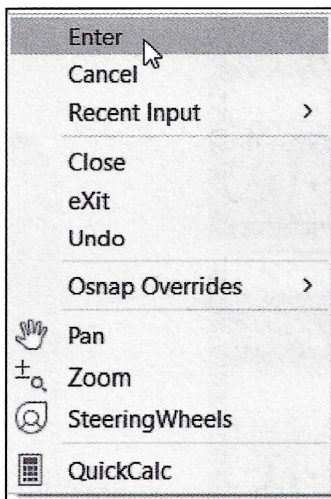 Enter
Cancel
Recent Input
Close
eXit
Undo
Osnap Overrides
Pan
Zoom
SteeringWheels
QuickCalc